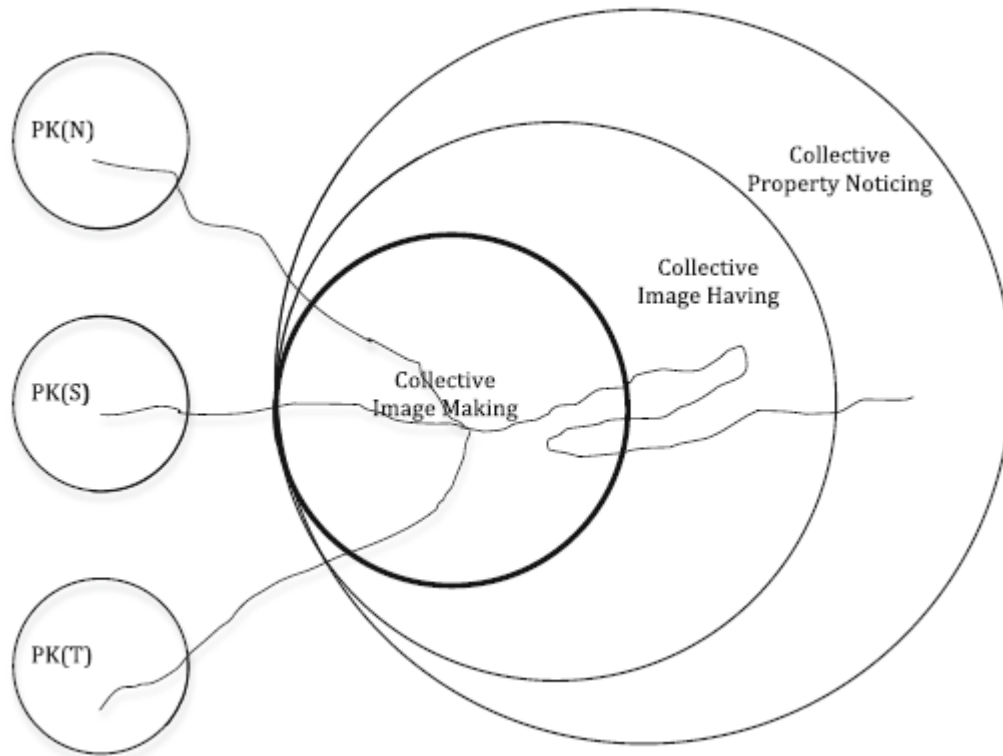 PK(N)
Collective
Property Noticing
Collective
Image Having
PK(S)
Collective
Image Making
PK(T)